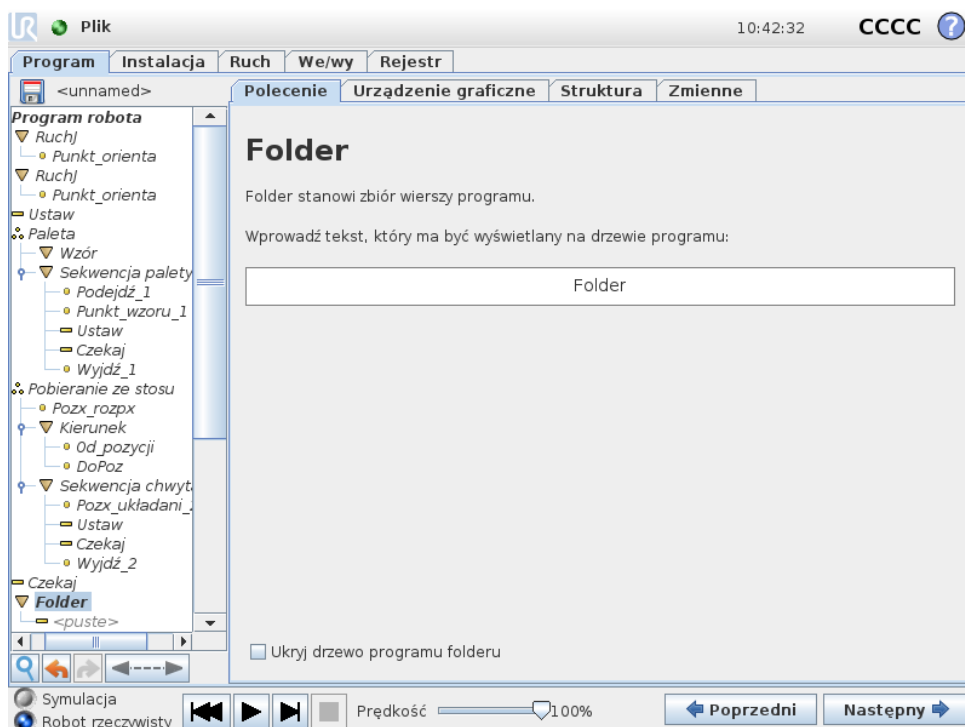 UR Plik 10:42:32 CCCC ?
Program Instalacja Ruch We/wy Rejestr
<unnamed> Polecenie Urządzenie graficzne Struktura Zmienne
Program robota
RuchJ
Punkt_orienta
RuchJ
Punkt_orienta
Ustaw
Paleta
Wzór
Sekwencja palety
Podejdź_1
Punkt_wzoru_1
Ustaw
Czekaj
Wyjdź_1
Pobieranie ze stosu
Pozx_rozpx
Kierunek
Od_pozycji
DoPoz
Sekwencja chwyta
Pozx_układani_2
Ustaw
Czekaj
Wyjdź_2
Czekaj
Folder
<puste>
Folder
Folder stanowi zbiór wierszy programu.
Wprowadź tekst, który ma być wyświetlany na drzewie programu:
Folder
Ukryj drzewo programu folderu
Symulacja
Robot rzeczywisty
Prędkość 100%
Poprzedni Następny